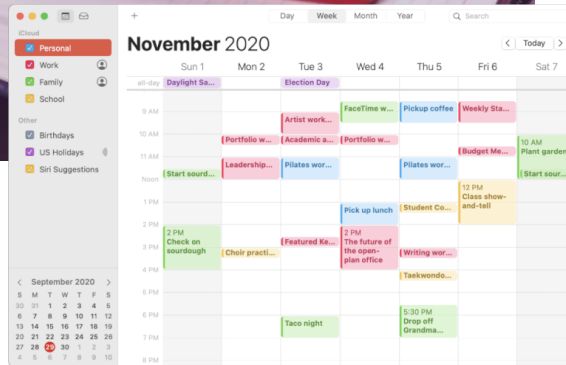 Day Week Month Year
Search
iCloud
Personal
Work
Family
School
Other
Birthdays
US Holidays
Siri Suggestions
November 2020
Today
Sun 1 Mon 2 Tue 3 Wed 4 Thu 5 Fri 6 Sat 7
all-day Daylight Sa... Election Day
9 AM
10 AM
11 AM
Noon
1 PM
2 PM
3 PM
4 PM
5 PM
6 PM
7 PM
8 PM
Start sourd...
2 PM
Check on
sourdough
Portfolio w...
Leadership...
Choir practi...
Artist work...
Academic a...
Pilates wor...
Featured Ke...
Taco night
FaceTime w...
Portfolio w...
Pick up lunch
2 PM
The future of
the open-
plan office
Pickup coffee
Pilates wor...
Student Co...
Writing wor...
Taekwondo...
5:30 PM
Drop off
Grandma...
Weekly Sta...
Budget Me...
12 PM
Class show-
and-tell
10 AM
Plant garden
Start sour...
September 2020
S M T W T F S
30 31 1 2 3 4 5
6 7 8 9 10 11 12
13 14 15 16 17 18 19
20 21 22 23 24 25 26
27 28 29 30 1 2 3
4 5 6 7 8 9 10